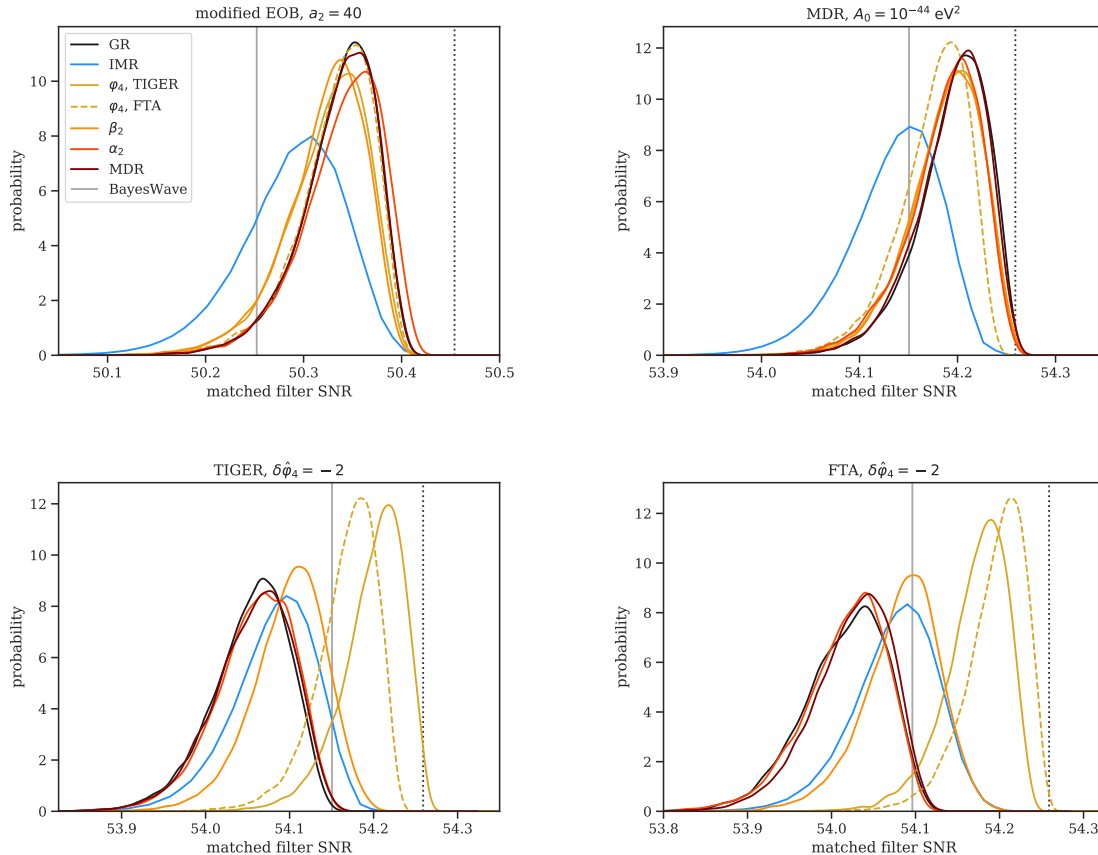 modified EOB, a₂ = 40
probability
10
8
6
4
2
0
GR
IMR
φ₄, TIGER
φ₄, FTA
β₂
α₂
MDR
BayesWave
50.1 50.2 50.3 50.4 50.5
matched filter SNR
MDR, A₀ = 10⁻⁴⁴ eV²
probability
12
10
8
6
4
2
0
53.9 54.0 54.1 54.2 54.3
matched filter SNR
TIGER, δφ̂₄ = −2
probability
12
10
8
6
4
2
0
53.9 54.0 54.1 54.2 54.3
matched filter SNR
FTA, δφ̂₄ = −2
probability
12
10
8
6
4
2
0
53.8 53.9 54.0 54.1 54.2 54.3
matched filter SNR